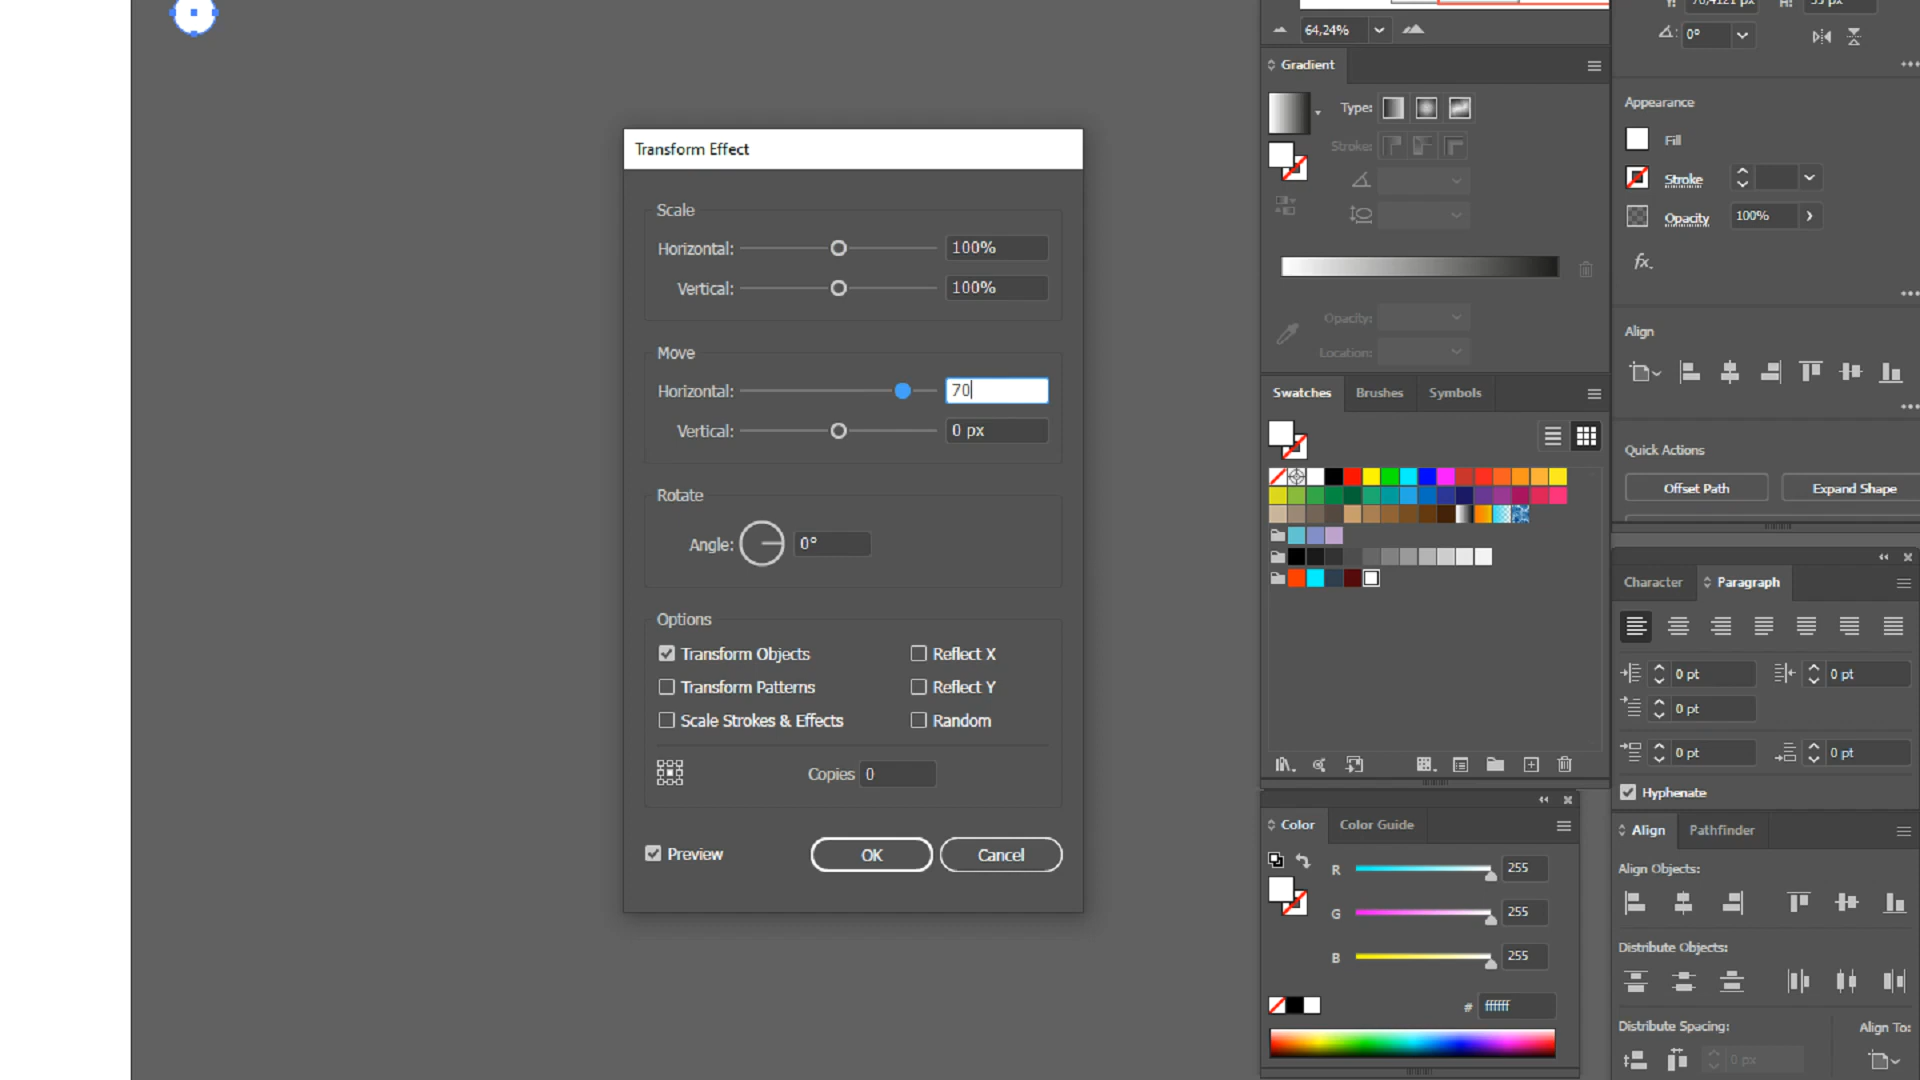 64,24%
Gradient
Type:
Stroke:
Opacity:
Location:
Transform Effect
Scale
Horizontal: 100%
Vertical: 100%
Move
Horizontal: 70
Vertical: 0 px
Rotate
Angle: 0°
Options
Transform Objects Reflect X
Transform Patterns Reflect Y
Scale Strokes & Effects Random
Copies 0
Preview OK Cancel
Swatches Brushes Symbols
Color Color Guide
R 255
G 255
B 255
# ffffff
0°
Appearance
Fill
Stroke
Opacity 100%
fx.
Align
Quick Actions
Offset Path Expand Shape
Character Paragraph
0 pt 0 pt
0 pt
0 pt 0 pt
Hyphenate
Align Pathfinder
Align Objects:
Distribute Objects:
Distribute Spacing: Align To:
0 px